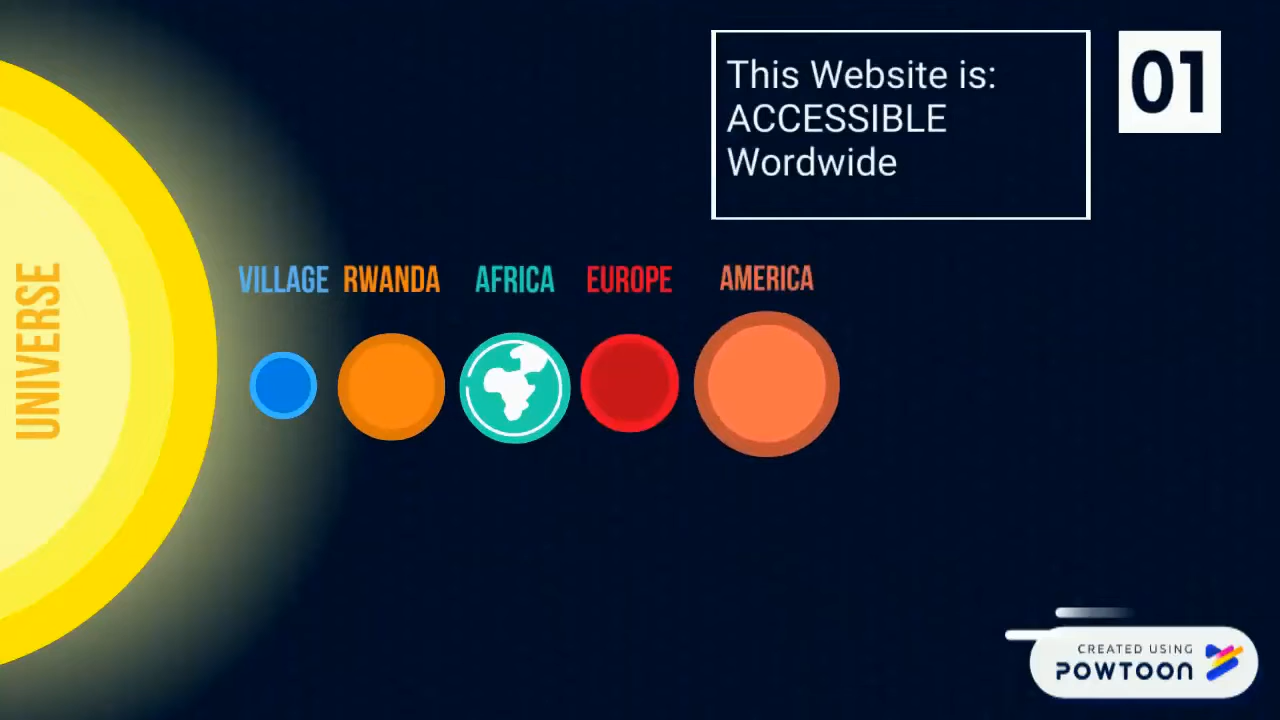 This Website is:
ACCESSIBLE
Wordwide
01
UNIVERSE
VILLAGE RWANDA AFRICA EUROPE AMERICA
CREATED USING
POWTOON